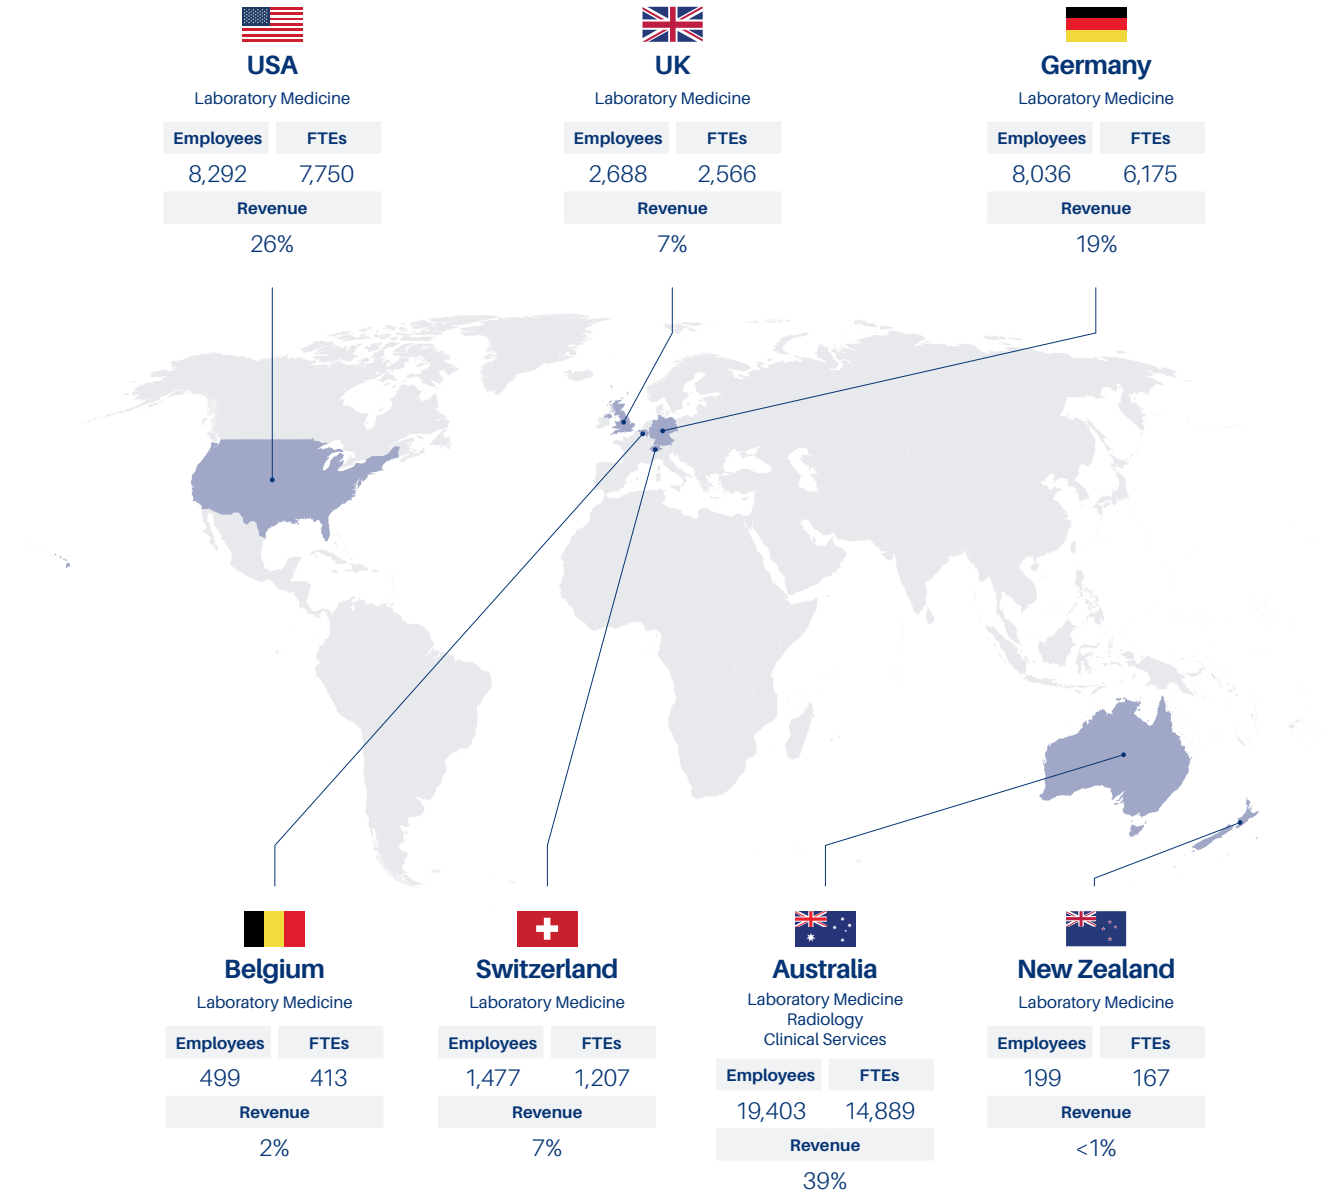 USA
Laboratory Medicine
Employees FTEs
8,292 7,750
Revenue
26%
UK
Laboratory Medicine
Employees FTEs
2,688 2,566
Revenue
7%
Germany
Laboratory Medicine
Employees FTEs
8,036 6,175
Revenue
19%
Belgium
Laboratory Medicine
Employees FTEs
499 413
Revenue
2%
Switzerland
Laboratory Medicine
Employees FTEs
1,477 1,207
Revenue
7%
Australia
Laboratory Medicine
Radiology
Clinical Services
Employees FTEs
19,403 14,889
Revenue
39%
New Zealand
Laboratory Medicine
Employees FTEs
199 167
Revenue
<1%